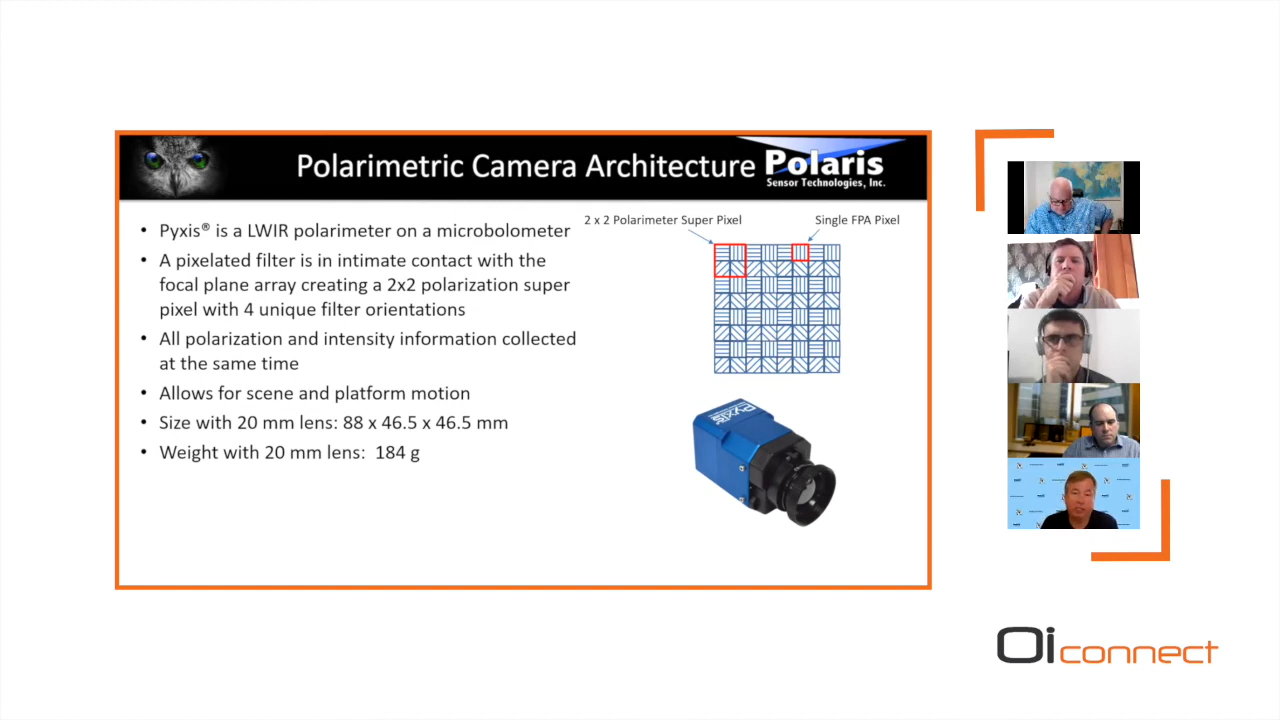 Polarimetric Camera Architecture
Polaris
Sensor Technologies, Inc.
• Pyxis® is a LWIR polarimeter on a microbolometer
• A pixelated filter is in intimate contact with the
focal plane array creating a 2x2 polarization super
pixel with 4 unique filter orientations
• All polarization and intensity information collected
at the same time
• Allows for scene and platform motion
• Size with 20 mm lens: 88 x 46.5 x 46.5 mm
• Weight with 20 mm lens: 184 g
2 x 2 Polarimeter Super Pixel
Single FPA Pixel
Pyxis
Oi connect